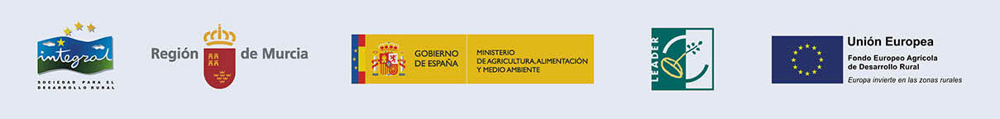 integral
SOCIEDAD PARA EL
DESARROLLO RURAL
Región de Murcia
GOBIERNO
DE ESPAÑA
MINISTERIO
DE AGRICULTURA, ALIMENTACIÓN
Y MEDIO AMBIENTE
LEADER
Unión Europea
Fondo Europeo Agrícola
de Desarrollo Rural
Europa invierte en las zonas rurales